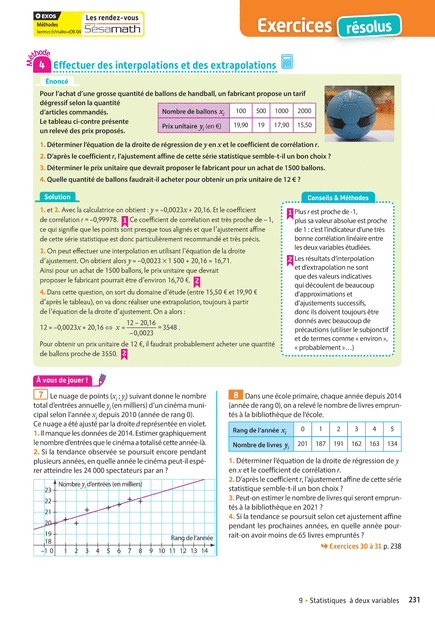 EXOS
Méthodes
Les rendez-vous
Sésamath
Exercices résolus
Méthode
4 Effectuer des interpolations et des extrapolations
Énoncé
Pour l'achat d'une grosse quantité de ballons de handball, un fabricant propose un tarif
dégressif selon la quantité
d'articles commandés.
Le tableau ci-contre présente
un relevé des prix proposés.
Nombre de ballons xᵢ 100 500 1000 2000
Prix unitaire yᵢ (en €) 19,90 19 17,90 15,50
1. Déterminer l'équation de la droite de régression de y en x et le coefficient de corrélation r.
2. D'après le coefficient r, l'ajustement affine de cette série statistique semble-t-il un bon choix ?
3. Déterminer le prix unitaire que devrait proposer le fabricant pour un achat de 1500 ballons.
4. Quelle quantité de ballons faudrait-il acheter pour obtenir un prix unitaire de 12 € ?
Solution
1. et 2. Avec la calculatrice on obtient : y = –0,0023x + 20,16. Et le coefficient
de corrélation r = –0,99978. 1 Ce coefficient de corrélation est très proche de –1,
ce qui signifie que les points sont presque tous alignés et que l'ajustement affine
de cette série statistique est donc particulièrement recommandé et très précis.
3. On peut effectuer une interpolation en utilisant l'équation de la droite
d'ajustement. On obtient alors y = –0,0023 × 1 500 + 20,16 = 16,71.
Ainsi pour un achat de 1500 ballons, le prix unitaire que devrait
proposer le fabricant pourrait être d'environ 16,70 €. 2
4. Dans cette question, on sort du domaine d'étude (entre 15,50 € et 19,90 €
d'après le tableau), on va donc réaliser une extrapolation, toujours à partir
de l'équation de la droite d'ajustement. On a alors :
12 = –0,0023x + 20,16 ⇔ x = (12 – 20,16)/(–0,0023) = 3548.
Pour obtenir un prix unitaire de 12 €, il faudrait probablement acheter une quantité
de ballons proche de 3550. 2
Conseils & Méthodes
1 Plus r est proche de -1,
plus sa valeur absolue est proche
de 1 : c'est l'indicateur d'une très
bonne corrélation linéaire entre
les deux variables étudiées.
2 Les résultats d'interpolation
et d'extrapolation ne sont
que des valeurs indicatives
qui découlent de beaucoup
d'approximations et
d'ajustements successifs,
donc ils doivent toujours être
donnés avec beaucoup de
précautions (utiliser le subjonctif
et de termes comme « environ »,
« probablement »...)
À vous de jouer !
7 Le nuage de points (xᵢ ; yᵢ) suivant donne le nombre
total d'entrées annuelle yᵢ (en milliers) d'un cinéma muni-
cipal selon l'année xᵢ depuis 2010 (année de rang 0).
Ce nuage a été ajusté par la droite représentée en violet.
1. Il manque les données de 2014. Estimer graphiquement
le nombre d'entrées que le cinéma a totalisé cette année-là.
2. Si la tendance observée se poursuit encore pendant
plusieurs années, en quelle année le cinéma peut-il espé-
rer atteindre les 24 000 spectateurs par an ?
Nombre yᵢ d'entrées (en milliers)
23
22
21
20
19
18
Rang de l'année
–1 0 1 2 3 4 5 6 7 8 9 10 11 12 13 14
8 Dans une école primaire, chaque année depuis 2014
(année de rang 0), on a relevé le nombre de livres emprun-
tés à la bibliothèque de l'école.
Rang de l'année xᵢ 0 1 2 3 4 5
Nombre de livres yᵢ 201 187 191 162 163 134
1. Déterminer l'équation de la droite de régression de y
en x et le coefficient de corrélation r.
2. D'après le coefficient r, l'ajustement affine de cette série
statistique semble-t-il un bon choix ?
3. Peut-on estimer le nombre de livres qui seront emprun-
tés à la bibliothèque en 2021 ?
4. Si la tendance se poursuit selon cet ajustement affine
pendant les prochaines années, en quelle année pour-
rait-on avoir moins de 65 livres empruntés ?
Exercices 30 à 31 p. 238
9 • Statistiques à deux variables 231